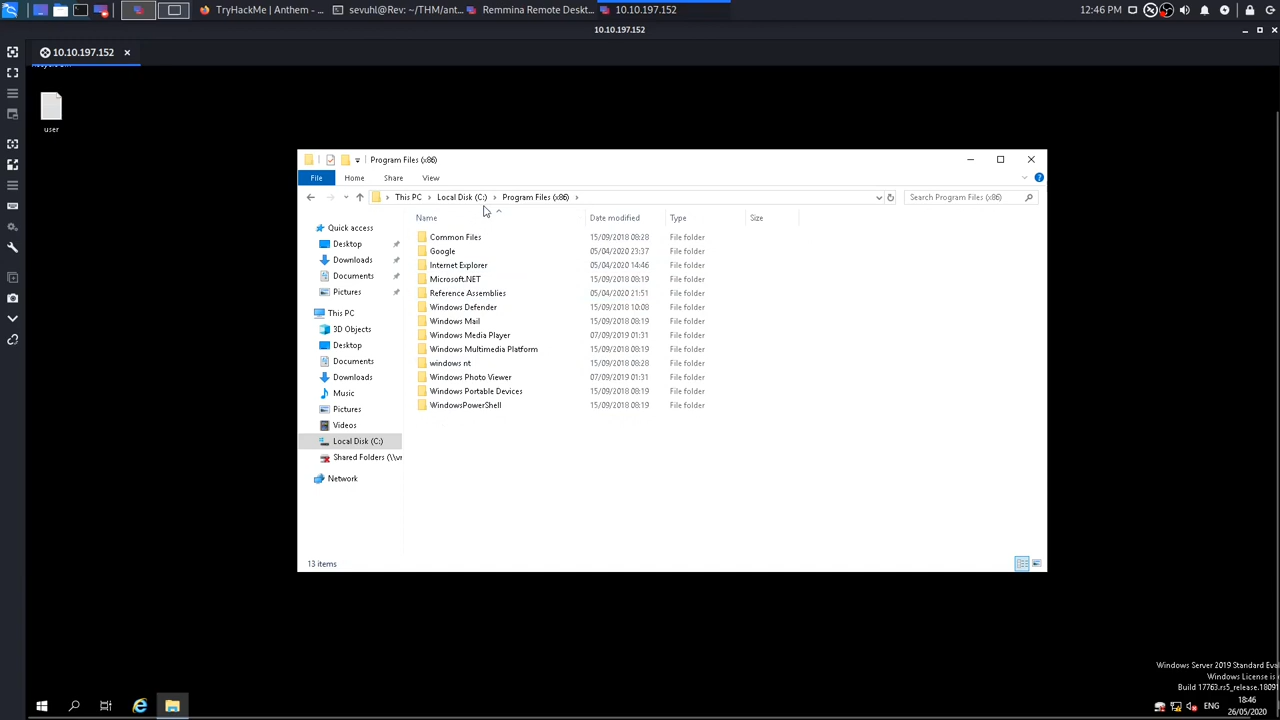 TryHackMe | Anthem - ...
sevuhl@Rev: ~/THM/ant...
Remmina Remote Deskt...
10.10.197.152
12:46 PM
10.10.197.152
10.10.197.152
user
Program Files (x86)
File
Home
Share
View
This PC
Local Disk (C:)
Program Files (x86)
Search Program Files (x86)
Name
Date modified
Type
Size
Quick access
Desktop
Downloads
Documents
Pictures
This PC
3D Objects
Desktop
Documents
Downloads
Music
Pictures
Videos
Local Disk (C:)
Shared Folders (\\vr
Network
Common Files 15/09/2018 08:28 File folder
Google 05/04/2020 23:37 File folder
Internet Explorer 05/04/2020 14:46 File folder
Microsoft.NET 15/09/2018 08:19 File folder
Reference Assemblies 05/04/2020 21:51 File folder
Windows Defender 15/09/2018 10:08 File folder
Windows Mail 15/09/2018 08:19 File folder
Windows Media Player 07/09/2019 01:31 File folder
Windows Multimedia Platform 15/09/2018 08:19 File folder
windows nt 15/09/2018 08:28 File folder
Windows Photo Viewer 07/09/2019 01:31 File folder
Windows Portable Devices 15/09/2018 08:19 File folder
WindowsPowerShell 15/09/2018 08:19 File folder
13 items
Windows Server 2019 Standard Eva
Windows License is
Build 17763.rs5_release.18091
ENG
18:46
26/05/2020